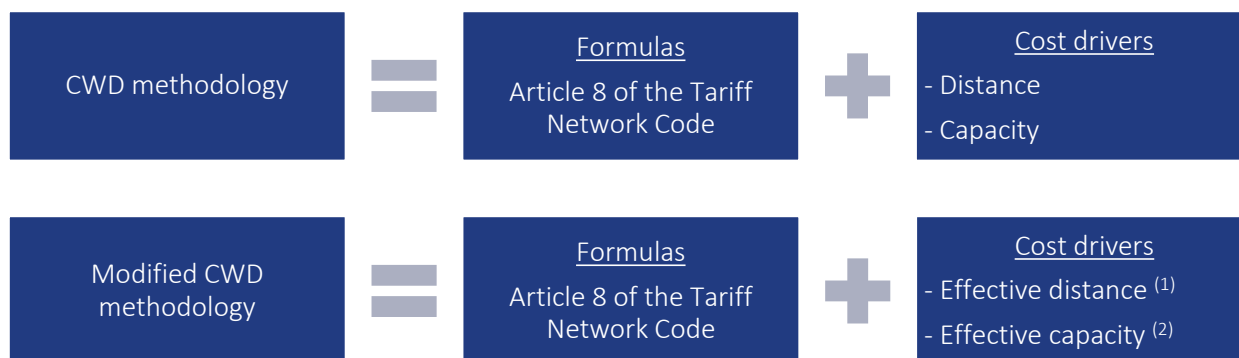 CWD methodology
Formulas
Article 8 of the Tariff
Network Code
Cost drivers
- Distance
- Capacity
Modified CWD
methodology
Formulas
Article 8 of the Tariff
Network Code
Cost drivers
- Effective distance (1)
- Effective capacity (2)